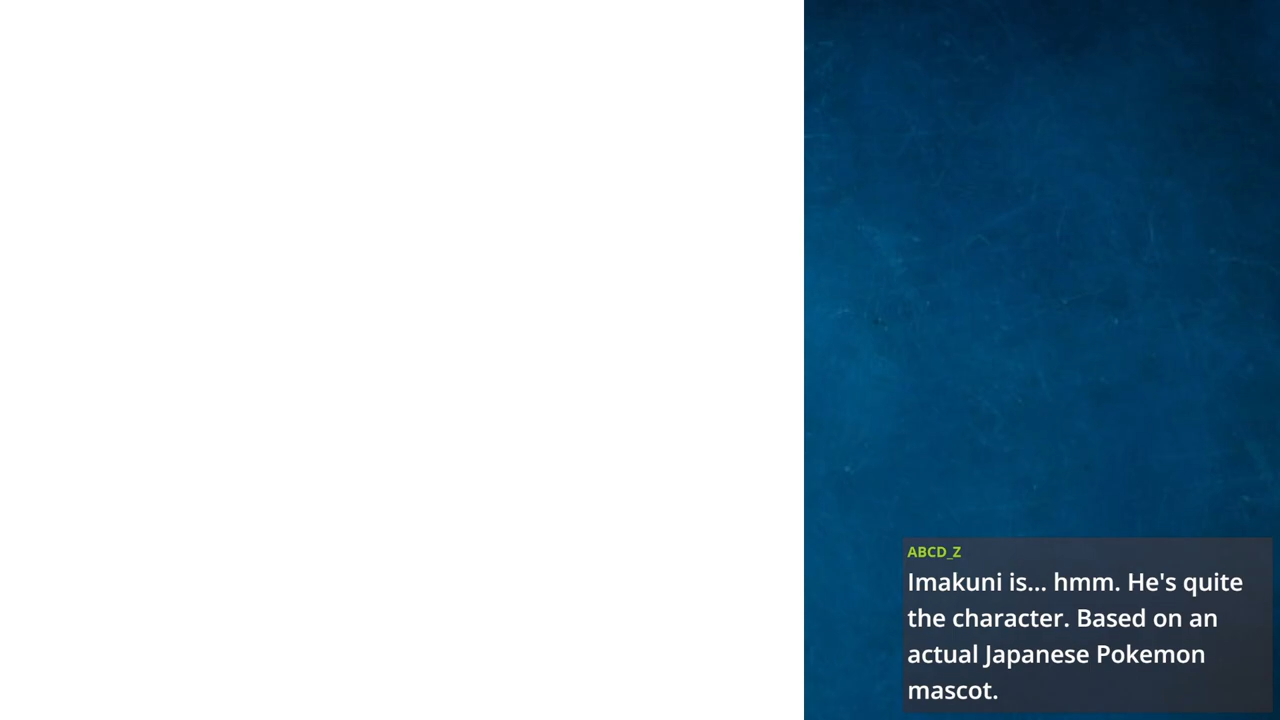 ABCD_Z
Imakuni is... hmm. He's quite
the character. Based on an
actual Japanese Pokemon
mascot.